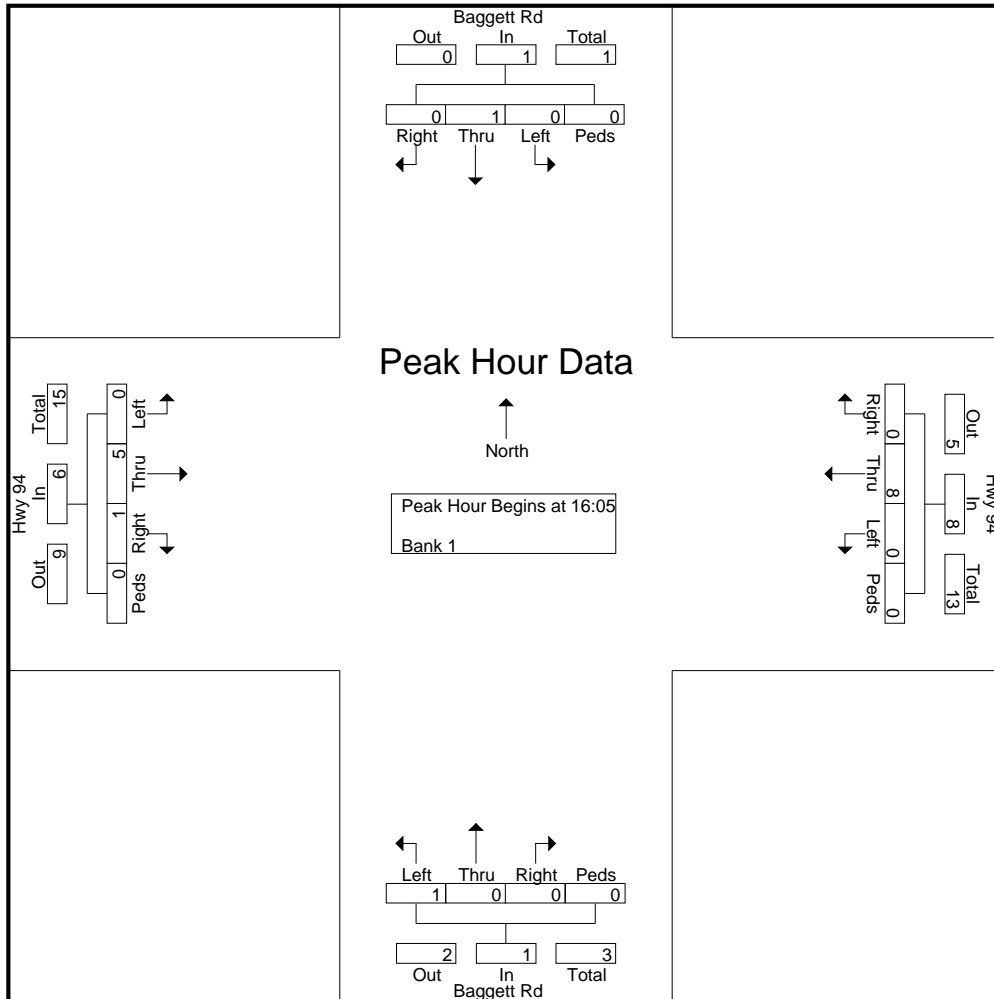 Baggett Rd
Out In Total
0 1 1
0 1 0 0
Right Thru Left Peds
Peak Hour Data
North
Peak Hour Begins at 16:05
Bank 1
Hwy 94
Total In Out
15 6 9
0 5 1 0
Left Thru Right Peds
Right Thru Left Peds
0 8 0 0
5 8 13
Out In Total
Hwy 94
Left Thru Right Peds
1 0 0 0
2 1 3
Out In Total
Baggett Rd